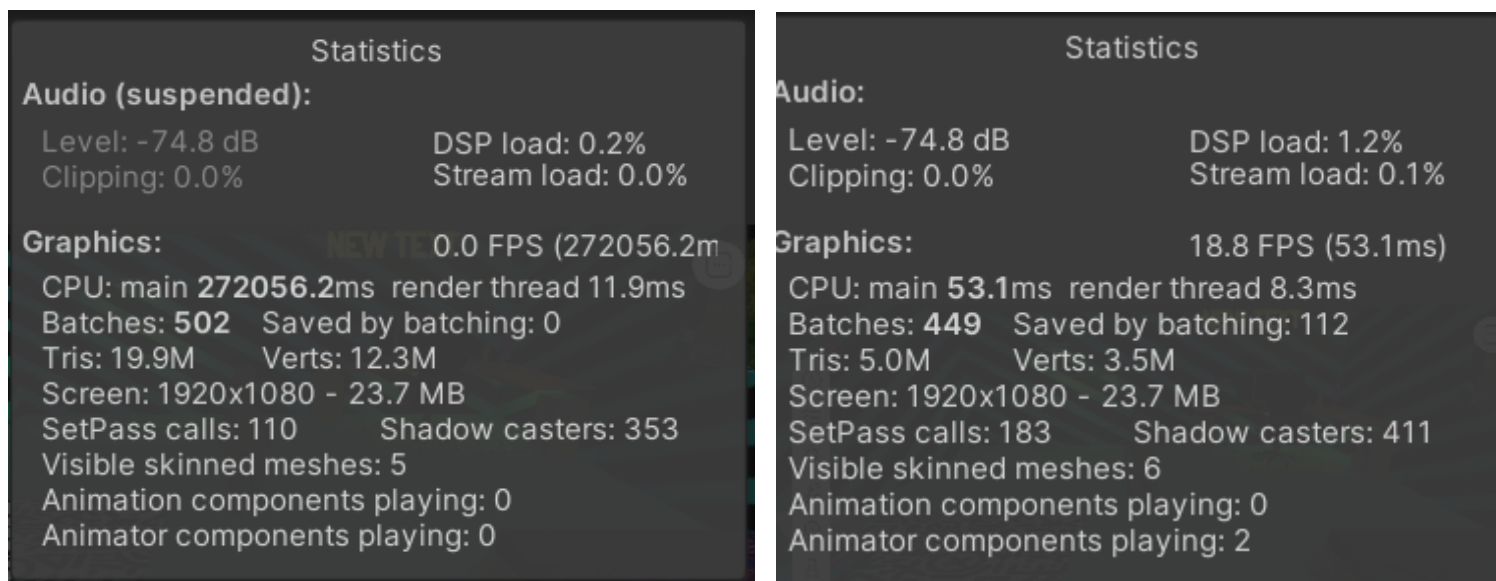 Statistics
Audio (suspended):
Level: -74.8 dB DSP load: 0.2%
Clipping: 0.0% Stream load: 0.0%
Graphics: NEW TEX 0.0 FPS (272056.2m
CPU: main 272056.2ms render thread 11.9ms
Batches: 502 Saved by batching: 0
Tris: 19.9M Verts: 12.3M
Screen: 1920x1080 - 23.7 MB
SetPass calls: 110 Shadow casters: 353
Visible skinned meshes: 5
Animation components playing: 0
Animator components playing: 0
Statistics
Audio:
Level: -74.8 dB DSP load: 1.2%
Clipping: 0.0% Stream load: 0.1%
Graphics: 18.8 FPS (53.1ms)
CPU: main 53.1ms render thread 8.3ms
Batches: 449 Saved by batching: 112
Tris: 5.0M Verts: 3.5M
Screen: 1920x1080 - 23.7 MB
SetPass calls: 183 Shadow casters: 411
Visible skinned meshes: 6
Animation components playing: 0
Animator components playing: 2